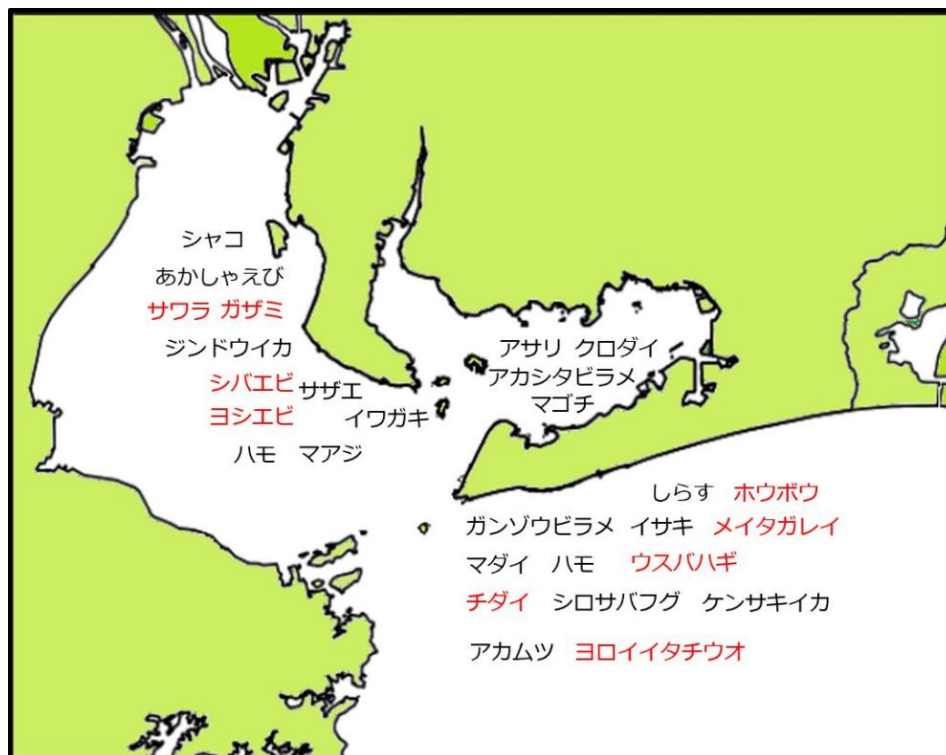 シャコ
あかしゃえび
サワラ ガザミ
ジンドウイカ
シバエビ サザエ
ヨシエビ イワガキ
ハモ マアジ
アサリ クロダイ
アカシタビラメ
マゴチ
しらす ホウボウ
ガンゾウビラメ イサキ メイタガレイ
マダイ ハモ ウスバハギ
チダイ シロサバフグ ケンサキイカ
アカムツ ヨロイイタチウオ